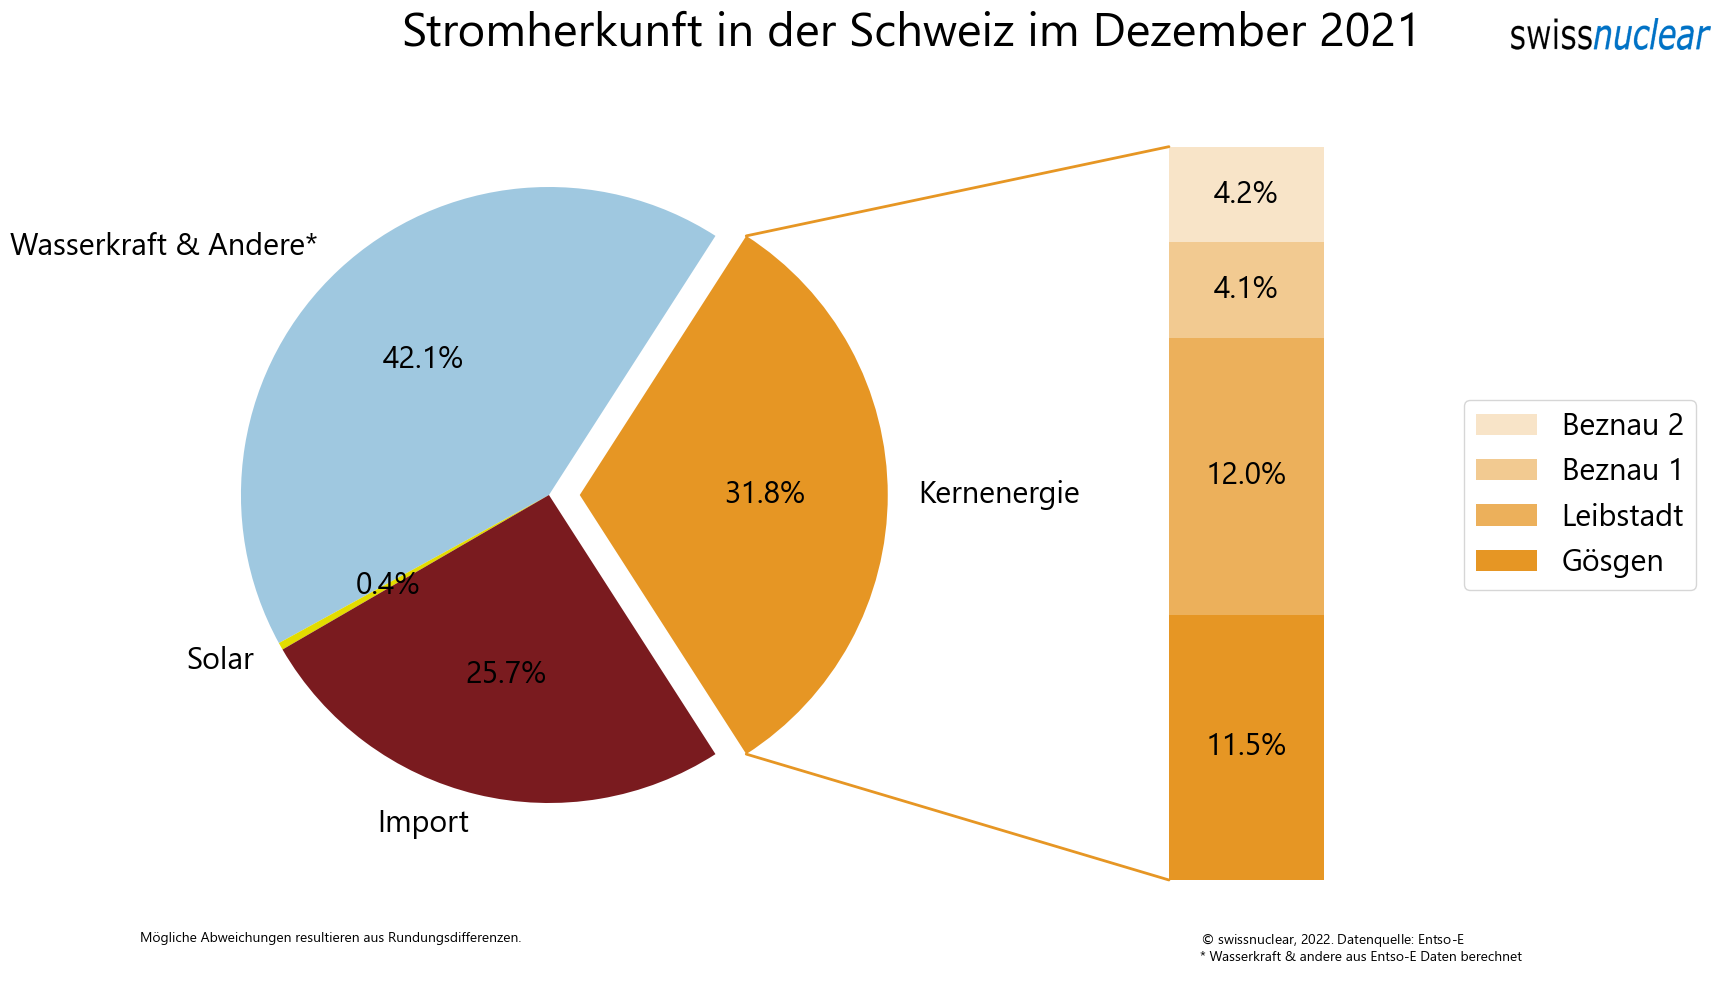 Stromherkunft in der Schweiz im Dezember 2021
swissnuclear
Wasserkraft & Andere*
42.1%
0.4%
Solar
25.7%
Import
31.8%
Kernenergie
4.2%
4.1%
12.0%
11.5%
Beznau 2
Beznau 1
Leibstadt
Gösgen
Mögliche Abweichungen resultieren aus Rundungsdifferenzen.
© swissnuclear, 2022. Datenquelle: Entso-E
* Wasserkraft & andere aus Entso-E Daten berechnet